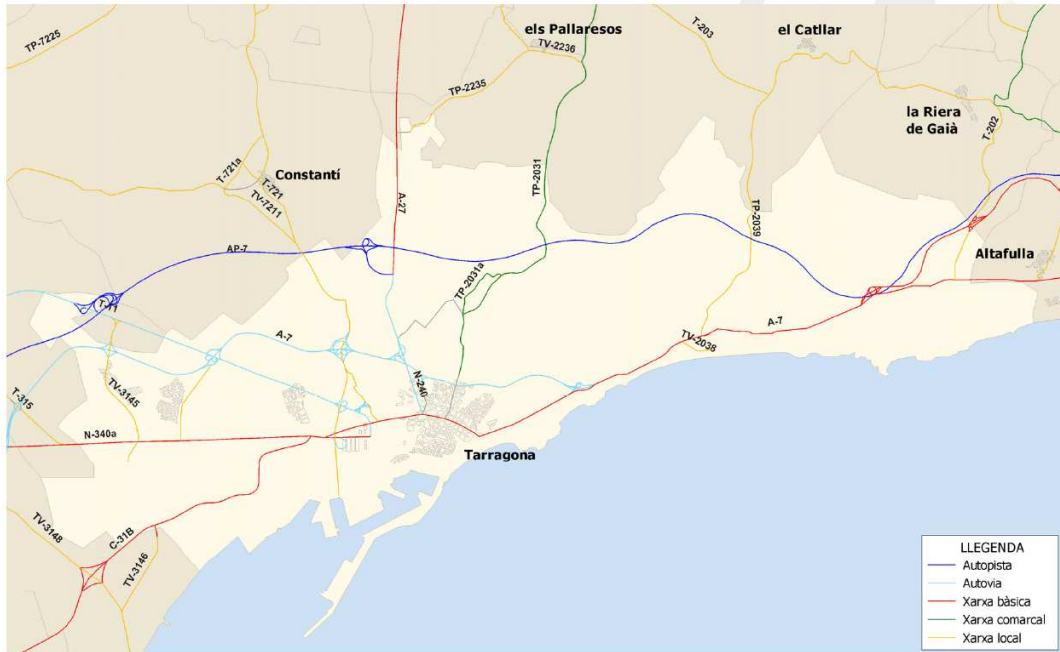 els Pallaresos
el Catllar
TP-7225
T-203
TV-2236
TP-2235
la Riera
de Gaià
T-202
T-721a
T-721
Constantí
TV-7211
A-27
TP-2031
TP-2039
AP-7
Altafulla
TP-2031a
T-11
A-7
A-7
TV-2038
N-240
TV-3145
T-315
N-340a
Tarragona
TV-3148
C-31B
TV-3146
LLEGENDA
Autopista
Autovia
Xarxa bàsica
Xarxa comarcal
Xarxa local